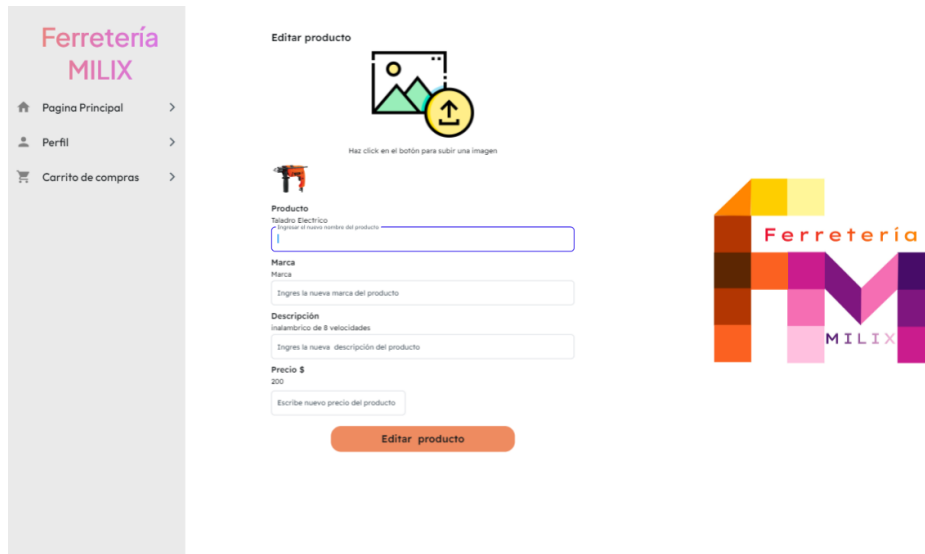 Ferretería
MILIX
Pagina Principal
Perfil
Carrito de compras
Editar producto
Haz click en el botón para subir una imagen
Producto
Taladro Electrico
Ingresar el nuevo nombre del producto
Marca
Marca
Ingres la nueva marca del producto
Descripción
inalambrico de 8 velocidades
Ingres la nueva descripción del producto
Precio $
200
Escribe nuevo precio del producto
Editar producto
Ferretería
MILIX